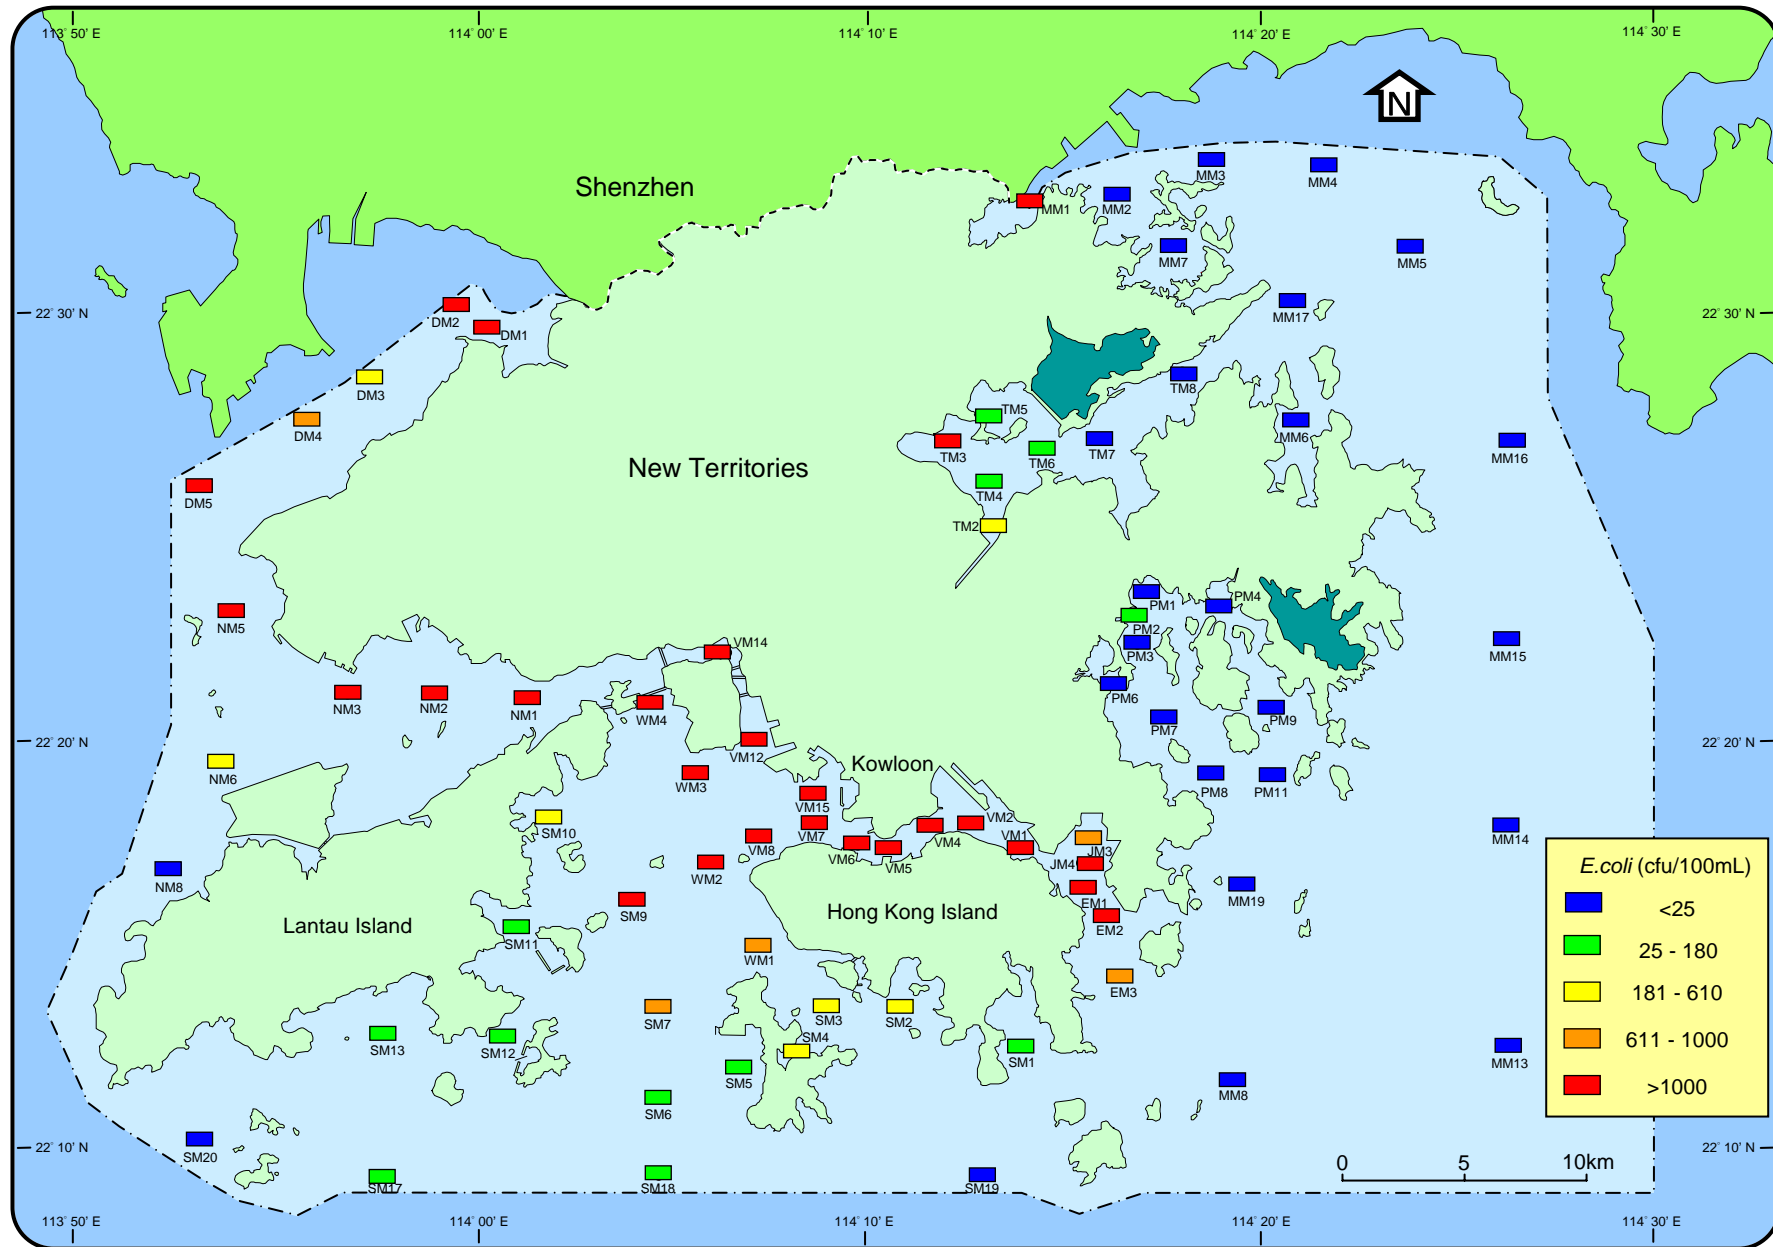 113° 50' E
114° 00' E
114° 10' E
114° 20' E
114° 30' E
N
Shenzhen
MM3
MM4
MM1
MM2
MM7
MM5
22° 30' N
DM2
DM1
MM17
22° 30' N
DM3
TM8
DM4
TM5
TM3
TM6
TM7
MM6
MM16
New Territories
DM5
TM4
TM2
NM5
PM1
PM4
PM2
PM3
VM14
MM15
NM3
NM2
NM1
WM4
PM6
PM7
PM9
22° 20' N
22° 20' N
NM6
VM12
Kowloon
WM3
PM8
PM11
VM15
SM10
VM7
VM8
VM6
VM5
VM4
VM2
VM1
JM3
JM4
MM14
NM8
WM2
EM1
MM19
SM9
EM2
Lantau Island
Hong Kong Island
SM11
WM1
EM3
SM7
SM3
SM2
SM4
SM13
SM12
SM1
MM13
SM5
MM8
SM6
22° 10' N
22° 10' N
SM20
SM17
SM18
SM19
E.coli (cfu/100mL)
<25
25 - 180
181 - 610
611 - 1000
>1000
0 5 10km
113° 50' E
114° 00' E
114° 10' E
114° 20' E
114° 30' E